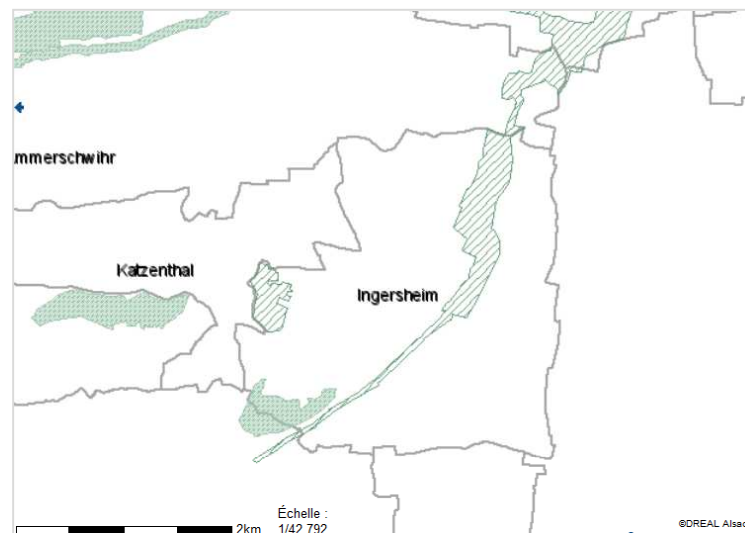 mmerschwihr
Katzenthal
Ingersheim
2km
Échelle :
1/42 792
©DREAL Alsac